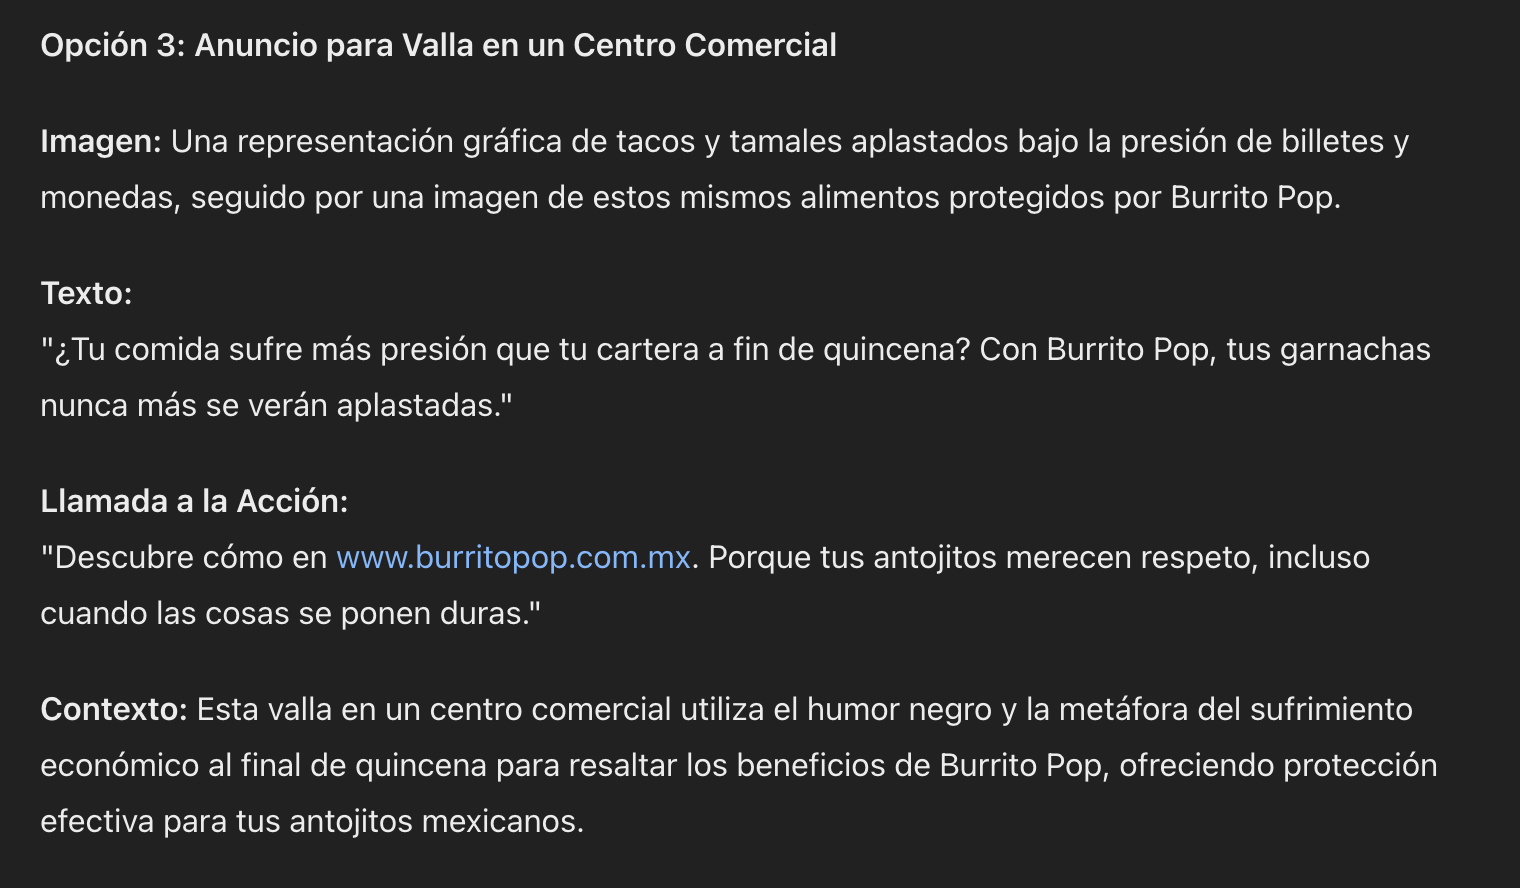 Opción 3: Anuncio para Valla en un Centro Comercial
Imagen: Una representación gráfica de tacos y tamales aplastados bajo la presión de billetes y
monedas, seguido por una imagen de estos mismos alimentos protegidos por Burrito Pop.
Texto:
"¿Tu comida sufre más presión que tu cartera a fin de quincena? Con Burrito Pop, tus garnachas
nunca más se verán aplastadas."
Llamada a la Acción:
"Descubre cómo en www.burritopop.com.mx. Porque tus antojitos merecen respeto, incluso
cuando las cosas se ponen duras."
Contexto: Esta valla en un centro comercial utiliza el humor negro y la metáfora del sufrimiento
económico al final de quincena para resaltar los beneficios de Burrito Pop, ofreciendo protección
efectiva para tus antojitos mexicanos.